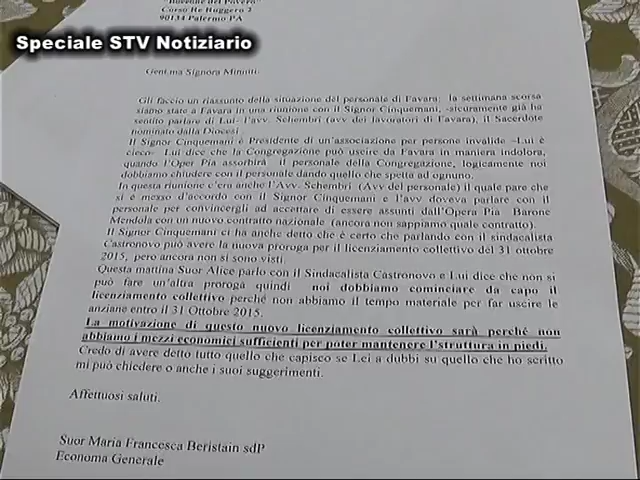 "Boccone del Povero"
Corso Re Ruggero 2
90134 Palermo PA
Speciale STV Notiziario
Gent.ma Signora Minniti.
Gli faccio un riassunto della situazione del personale di Favara: la settimana scorsa
siamo state a Favara in una riunione con il Signor Cinquemani, -sicuramente già ha
sentito parlare di Lui- l'avv. Schembri (avv dei lavoratori di Favara), il Sacerdote
nominato dalla Diocesi
Il Signor Cinquemani è Presidente di un'associazione per persone invalide –Lui è
cieco- Lui dice che la Congregazione può uscire da Favara in maniera indolora,
quando l'Oper Pia assorbirà il personale della Congregazione, logicamente noi
dobbiamo chiudere con il personale dando quello che spetta ad ognuno.
In questa riunione c'era anche l'Avv. Schembri (Avv del personale) il quale pare che
si è messo d'accordo con il Signor Cinquemani e l'avv doveva parlare con il
personale per convincergli ad accettare di essere assunti dall'Opera Pia Barone
Mendola con un nuovo contratto nazionale (ancora non sappiamo quale contratto).
Il Signor Cinquemani ci ha anche detto che è certo che parlando con il sindacalista
Castronovo può avere la nuova proroga per il licenziamento collettivo del 31 ottobre
2015, pero ancora non si sono visti.
Questa mattina Suor Alice parlo con il Sindacalista Castronovo e Lui dice che non si
può fare un'altra proroga quindi noi dobbiamo cominciare da capo il
licenziamento collettivo perché non abbiamo il tempo materiale per far uscire le
anziane entro il 31 Ottobre 2015.
La motivazione di questo nuovo licenziamento collettivo sarà perché non
abbiamo i mezzi economici sufficienti per poter mantenere l'struttura in piedi.
Credo di avere detto tutto quello che capisco se Lei a dubbi su quello che ho scritto
mi può chiedere o anche i suoi suggerimenti.
Affettuosi saluti.
Suor Maria Francesca Beristain sdP
Economa Generale